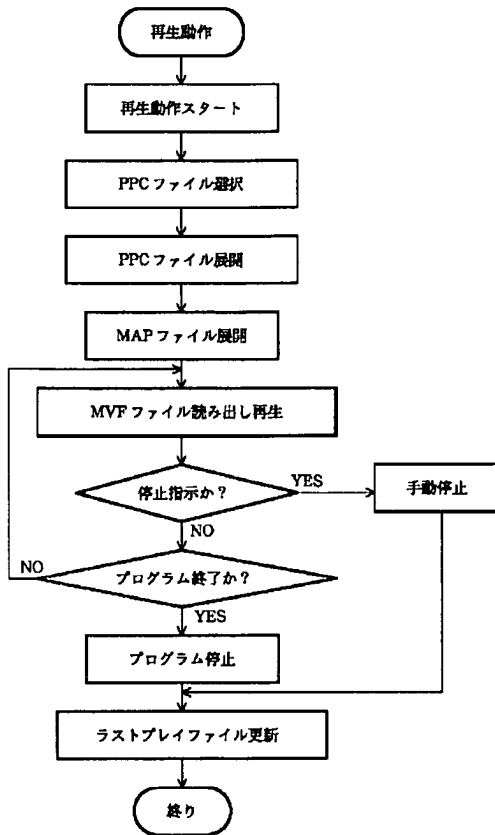 再生動作
再生動作スタート
PPCファイル選択
PPCファイル展開
MAPファイル展開
MVFファイル読み出し再生
停止指示か？
YES
手動停止
NO
プログラム終了か？
NO
YES
プログラム停止
ラストプレイファイル更新
終り